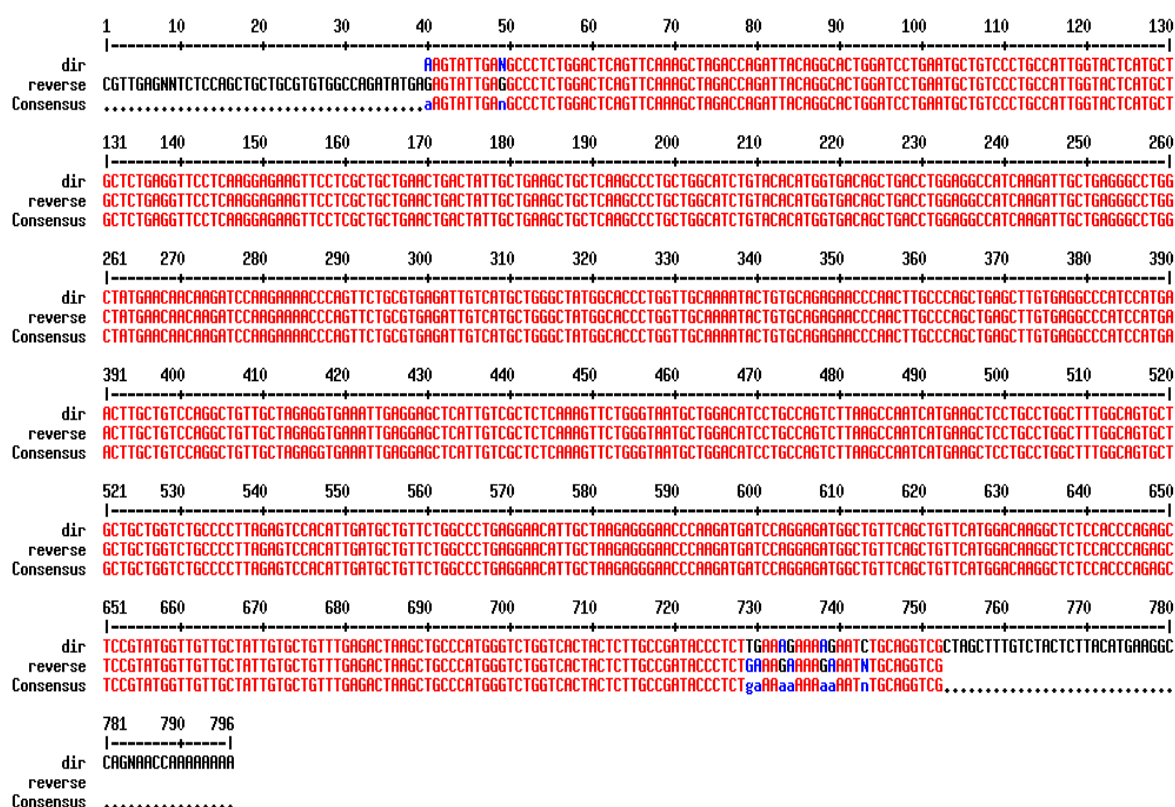 1 10 20 30 40 50 60 70 80 90 100 110 120 130
|--------+---------+---------+---------+---------+---------+---------+---------+---------+---------+---------+---------+---------|
dir AAGTATTGANGCCCTCTGGACTCAGTTCAAAGCTAGACCAGATTACAGGCACTGGATCCTGAATGCTGTCCCTGCCATTGGTACTCATGCT
reverse CGTTGAGNNTCTCCAGCTGCTGCGTGTGGCCAGATATGAGAGTATTGAGGCCCTCTGGACTCAGTTCAAAGCTAGACCAGATTACAGGCACTGGATCCTGAATGCTGTCCCTGCCATTGGTACTCATGCT
Consensus .......................................aAGTATTGAnGCCCTCTGGACTCAGTTCAAAGCTAGACCAGATTACAGGCACTGGATCCTGAATGCTGTCCCTGCCATTGGTACTCATGCT
131 140 150 160 170 180 190 200 210 220 230 240 250 260
|--------+---------+---------+---------+---------+---------+---------+---------+---------+---------+---------+---------+---------|
dir GCTCTGAGGTTCCTCAAGGAGAAGTTCCTCGCTGCTGAACTGACTATTGCTGAAGCTGCTCAAGCCCTGCTGGCATCTGTACACATGGTGACAGCTGACCTGGAGGCCATCAAGATTGCTGAGGGCCTGG
reverse GCTCTGAGGTTCCTCAAGGAGAAGTTCCTCGCTGCTGAACTGACTATTGCTGAAGCTGCTCAAGCCCTGCTGGCATCTGTACACATGGTGACAGCTGACCTGGAGGCCATCAAGATTGCTGAGGGCCTGG
Consensus GCTCTGAGGTTCCTCAAGGAGAAGTTCCTCGCTGCTGAACTGACTATTGCTGAAGCTGCTCAAGCCCTGCTGGCATCTGTACACATGGTGACAGCTGACCTGGAGGCCATCAAGATTGCTGAGGGCCTGG
261 270 280 290 300 310 320 330 340 350 360 370 380 390
|--------+---------+---------+---------+---------+---------+---------+---------+---------+---------+---------+---------+---------|
dir CTATGAACAACAAGATCCAAGAAAACCCAGTTCTGCGTGAGATTGTCATGCTGGGCTATGGCACCCTGGTTGCAAAATACTGTGCAGAGAACCCAACTTGCCCAGCTGAGCTTGTGAGGCCCATCCATGA
reverse CTATGAACAACAAGATCCAAGAAAACCCAGTTCTGCGTGAGATTGTCATGCTGGGCTATGGCACCCTGGTTGCAAAATACTGTGCAGAGAACCCAACTTGCCCAGCTGAGCTTGTGAGGCCCATCCATGA
Consensus CTATGAACAACAAGATCCAAGAAAACCCAGTTCTGCGTGAGATTGTCATGCTGGGCTATGGCACCCTGGTTGCAAAATACTGTGCAGAGAACCCAACTTGCCCAGCTGAGCTTGTGAGGCCCATCCATGA
391 400 410 420 430 440 450 460 470 480 490 500 510 520
|--------+---------+---------+---------+---------+---------+---------+---------+---------+---------+---------+---------+---------|
dir ACTTGCTGTCCAGGCTGTTGCTAGAGGTGAAATTGAGGAGCTCATTGTCGCTCTCAAAGTTCTGGGTAATGCTGGACATCCTGCCAGTCTTAAGCCAATCATGAAGCTCCTGCCTGGCTTTGGCAGTGCT
reverse ACTTGCTGTCCAGGCTGTTGCTAGAGGTGAAATTGAGGAGCTCATTGTCGCTCTCAAAGTTCTGGGTAATGCTGGACATCCTGCCAGTCTTAAGCCAATCATGAAGCTCCTGCCTGGCTTTGGCAGTGCT
Consensus ACTTGCTGTCCAGGCTGTTGCTAGAGGTGAAATTGAGGAGCTCATTGTCGCTCTCAAAGTTCTGGGTAATGCTGGACATCCTGCCAGTCTTAAGCCAATCATGAAGCTCCTGCCTGGCTTTGGCAGTGCT
521 530 540 550 560 570 580 590 600 610 620 630 640 650
|--------+---------+---------+---------+---------+---------+---------+---------+---------+---------+---------+---------+---------|
dir GCTGCTGGTCTGCCCCTTAGAGTCCACATTGATGCTGTTCTGGCCCTGAGGAACATTGCTAAGAGGGAACCCAAGATGATCCAGGAGATGGCTGTTCAGCTGTTCATGGACAAGGCTCTCCACCCAGAGC
reverse GCTGCTGGTCTGCCCCTTAGAGTCCACATTGATGCTGTTCTGGCCCTGAGGAACATTGCTAAGAGGGAACCCAAGATGATCCAGGAGATGGCTGTTCAGCTGTTCATGGACAAGGCTCTCCACCCAGAGC
Consensus GCTGCTGGTCTGCCCCTTAGAGTCCACATTGATGCTGTTCTGGCCCTGAGGAACATTGCTAAGAGGGAACCCAAGATGATCCAGGAGATGGCTGTTCAGCTGTTCATGGACAAGGCTCTCCACCCAGAGC
651 660 670 680 690 700 710 720 730 740 750 760 770 780
|--------+---------+---------+---------+---------+---------+---------+---------+---------+---------+---------+---------+---------|
dir TCCGTATGGTTGTTGCTATTGTGCTGTTTGAGACTAAGCTGCCCATGGGTCTGGTCACTACTCTTGCCGATACCCTCTTGAAAGAAAAGAATCTGCAGGTCGCTAGCTTTGTCTACTCTTACATGAAGGC
reverse TCCGTATGGTTGTTGCTATTGTGCTGTTTGAGACTAAGCTGCCCATGGGTCTGGTCACTACTCTTGCCGATACCCTCTGAAAGAAAAGAAATNTGCAGGTCG
Consensus TCCGTATGGTTGTTGCTATTGTGCTGTTTGAGACTAAGCTGCCCATGGGTCTGGTCACTACTCTTGCCGATACCCTCTgaAAaaAAAaaAATnTGCAGGTCG............................
781 790 796
|--------+-----|
dir CAGNAACCAAAAAAAA
reverse
Consensus ................